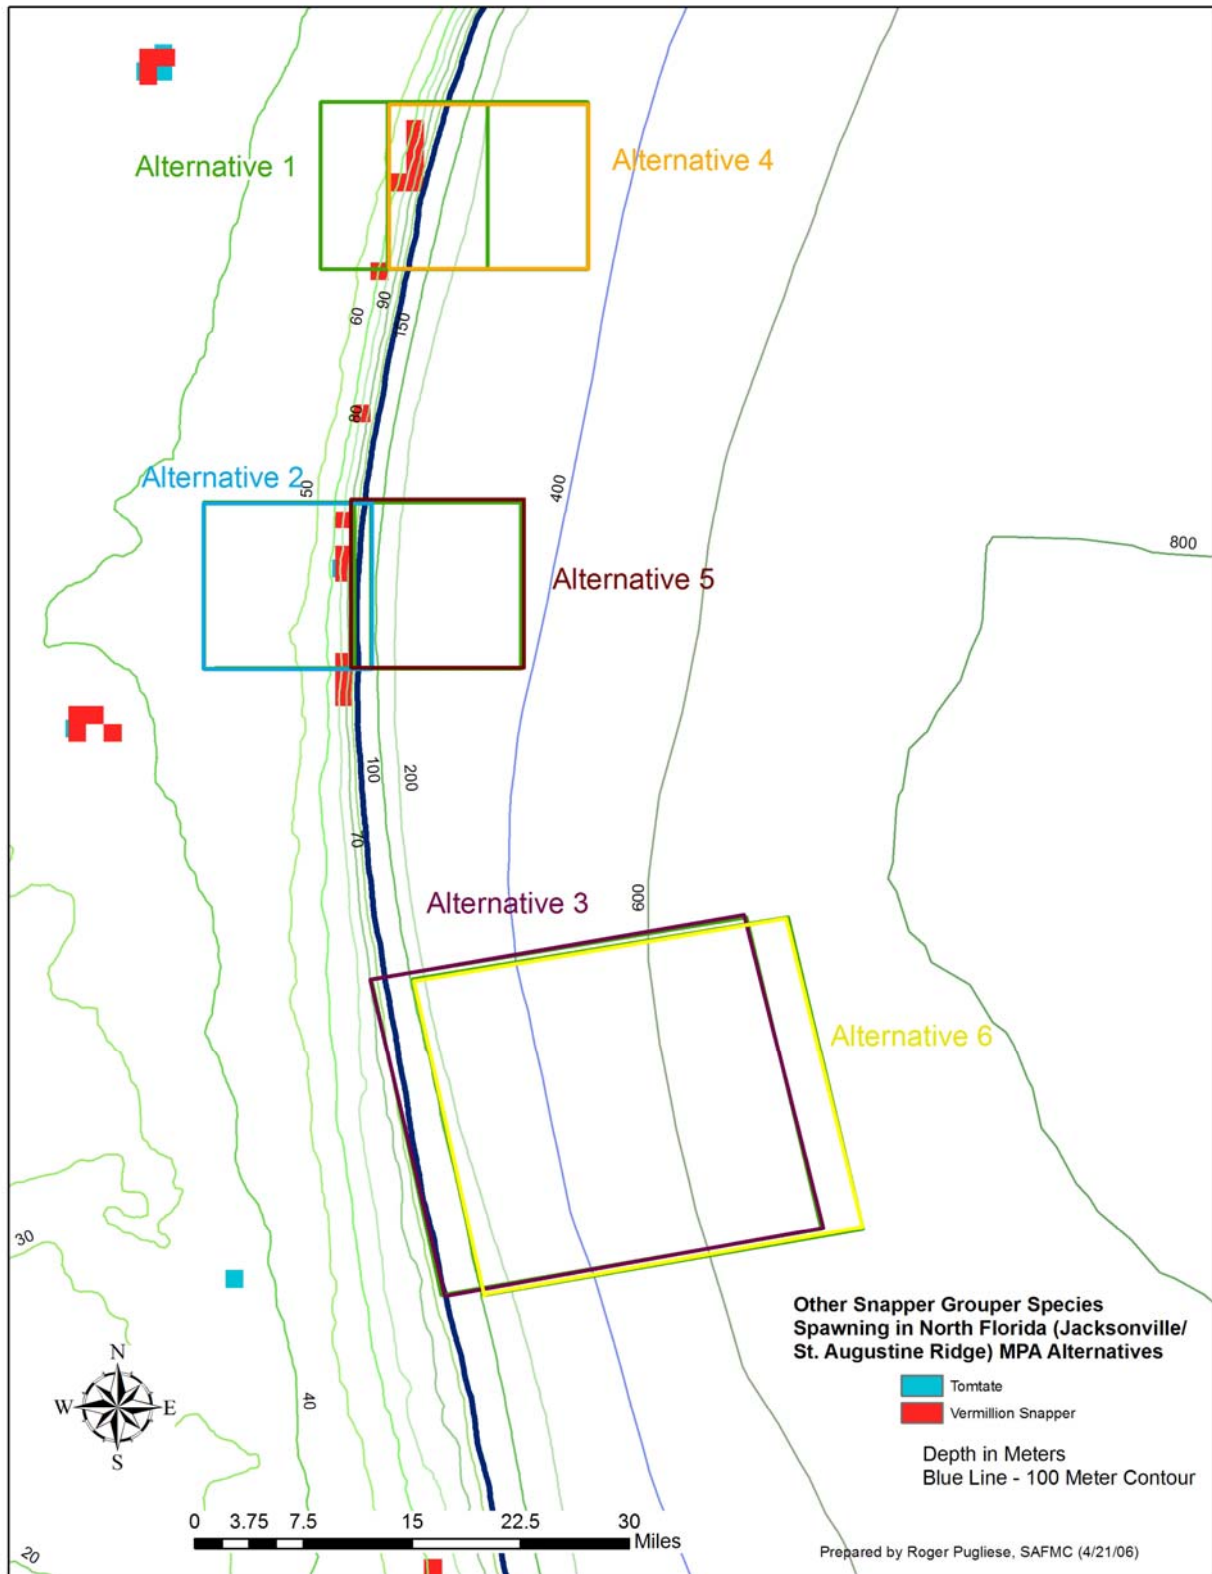 Alternative 1
Alternative 4
60
90
150
80
Alternative 2
50
400
800
Alternative 5
100
200
70
Alternative 3
600
Alternative 6
30
40
20
N
W
E
S
Other Snapper Grouper Species
Spawning in North Florida (Jacksonville/
St. Augustine Ridge) MPA Alternatives
Tomtate
Vermillion Snapper
Depth in Meters
Blue Line - 100 Meter Contour
0 3.75 7.5 15 22.5 30
Miles
Prepared by Roger Pugliese, SAFMC (4/21/06)